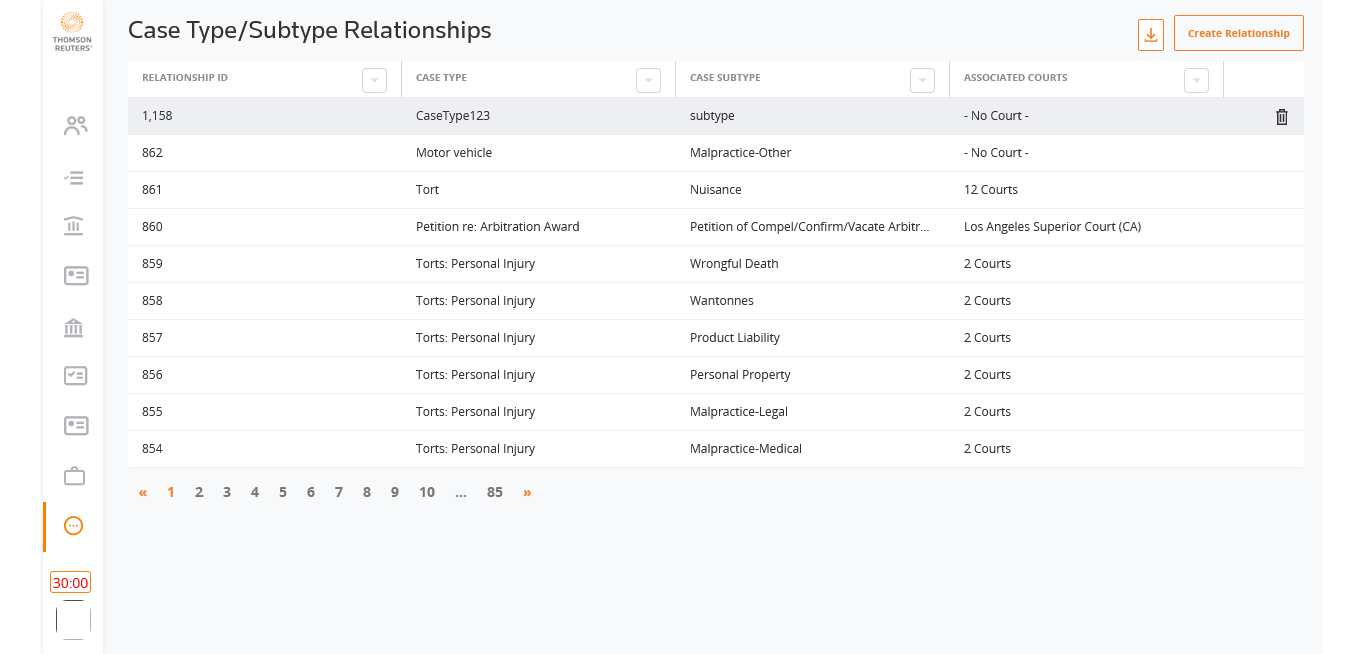 THOMSON
REUTERS®
Case Type/Subtype Relationships
Create Relationship
RELATIONSHIP ID CASE TYPE CASE SUBTYPE ASSOCIATED COURTS
1,158 CaseType123 subtype - No Court -
862 Motor vehicle Malpractice-Other - No Court -
861 Tort Nuisance 12 Courts
860 Petition re: Arbitration Award Petition of Compel/Confirm/Vacate Arbitr... Los Angeles Superior Court (CA)
859 Torts: Personal Injury Wrongful Death 2 Courts
858 Torts: Personal Injury Wantonnes 2 Courts
857 Torts: Personal Injury Product Liability 2 Courts
856 Torts: Personal Injury Personal Property 2 Courts
855 Torts: Personal Injury Malpractice-Legal 2 Courts
854 Torts: Personal Injury Malpractice-Medical 2 Courts
« 1 2 3 4 5 6 7 8 9 10 ... 85 »
30:00